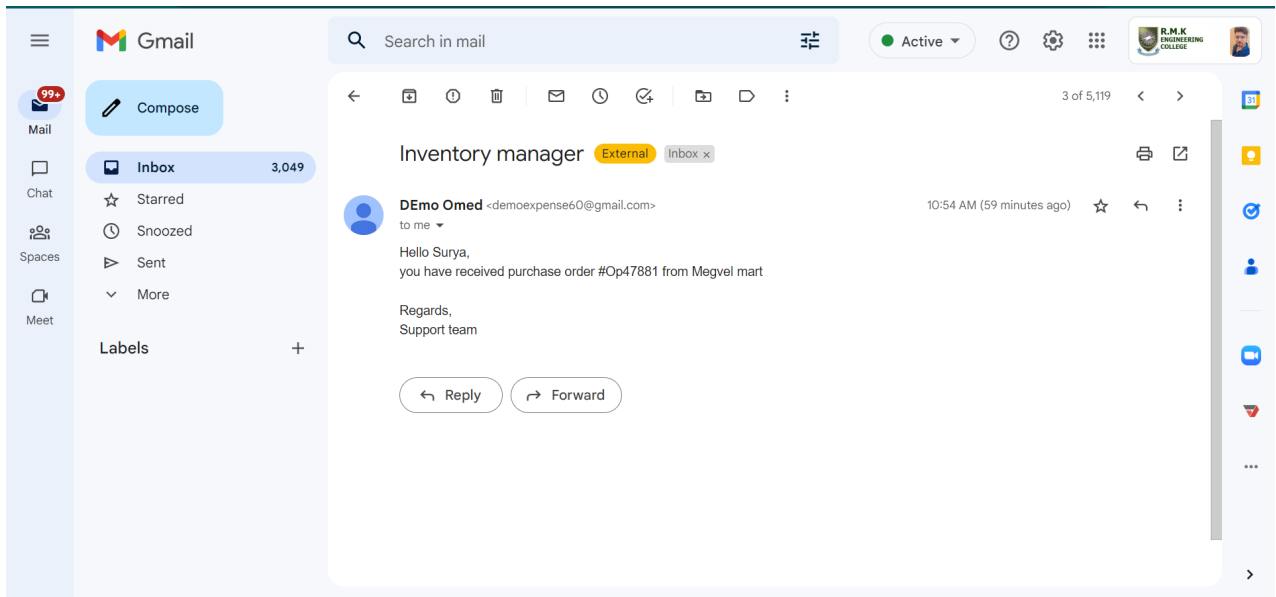 Gmail
Search in mail
Active
R.M.K
ENGINEERING
COLLEGE
99+
Mail
Chat
Spaces
Meet
Compose
Inbox 3,049
Starred
Snoozed
Sent
More
Labels
3 of 5,119
31
Inventory manager External Inbox x
DEmo Omed <demoexpense60@gmail.com> 10:54 AM (59 minutes ago)
to me
Hello Surya,
you have received purchase order #Op47881 from Megvel mart
Regards,
Support team
Reply Forward